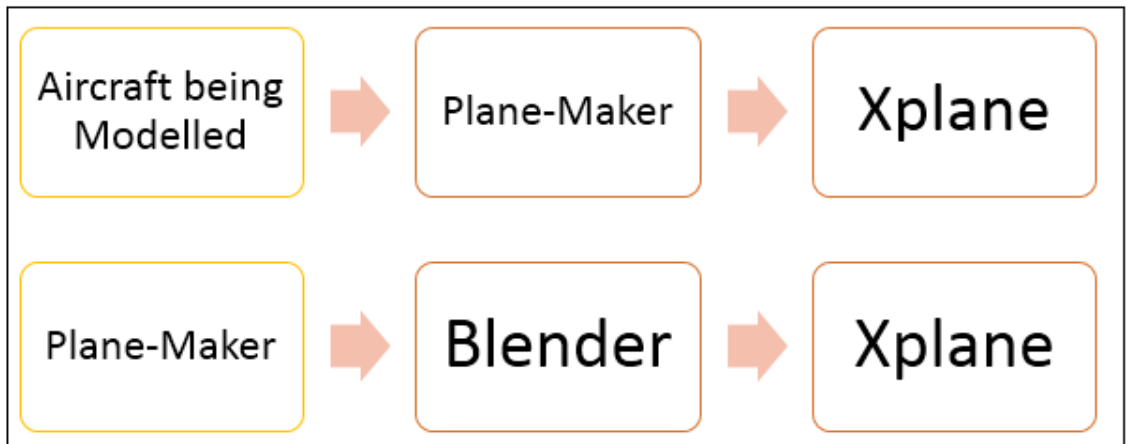 Aircraft being
Modelled
Plane-Maker
Xplane
Plane-Maker
Blender
Xplane